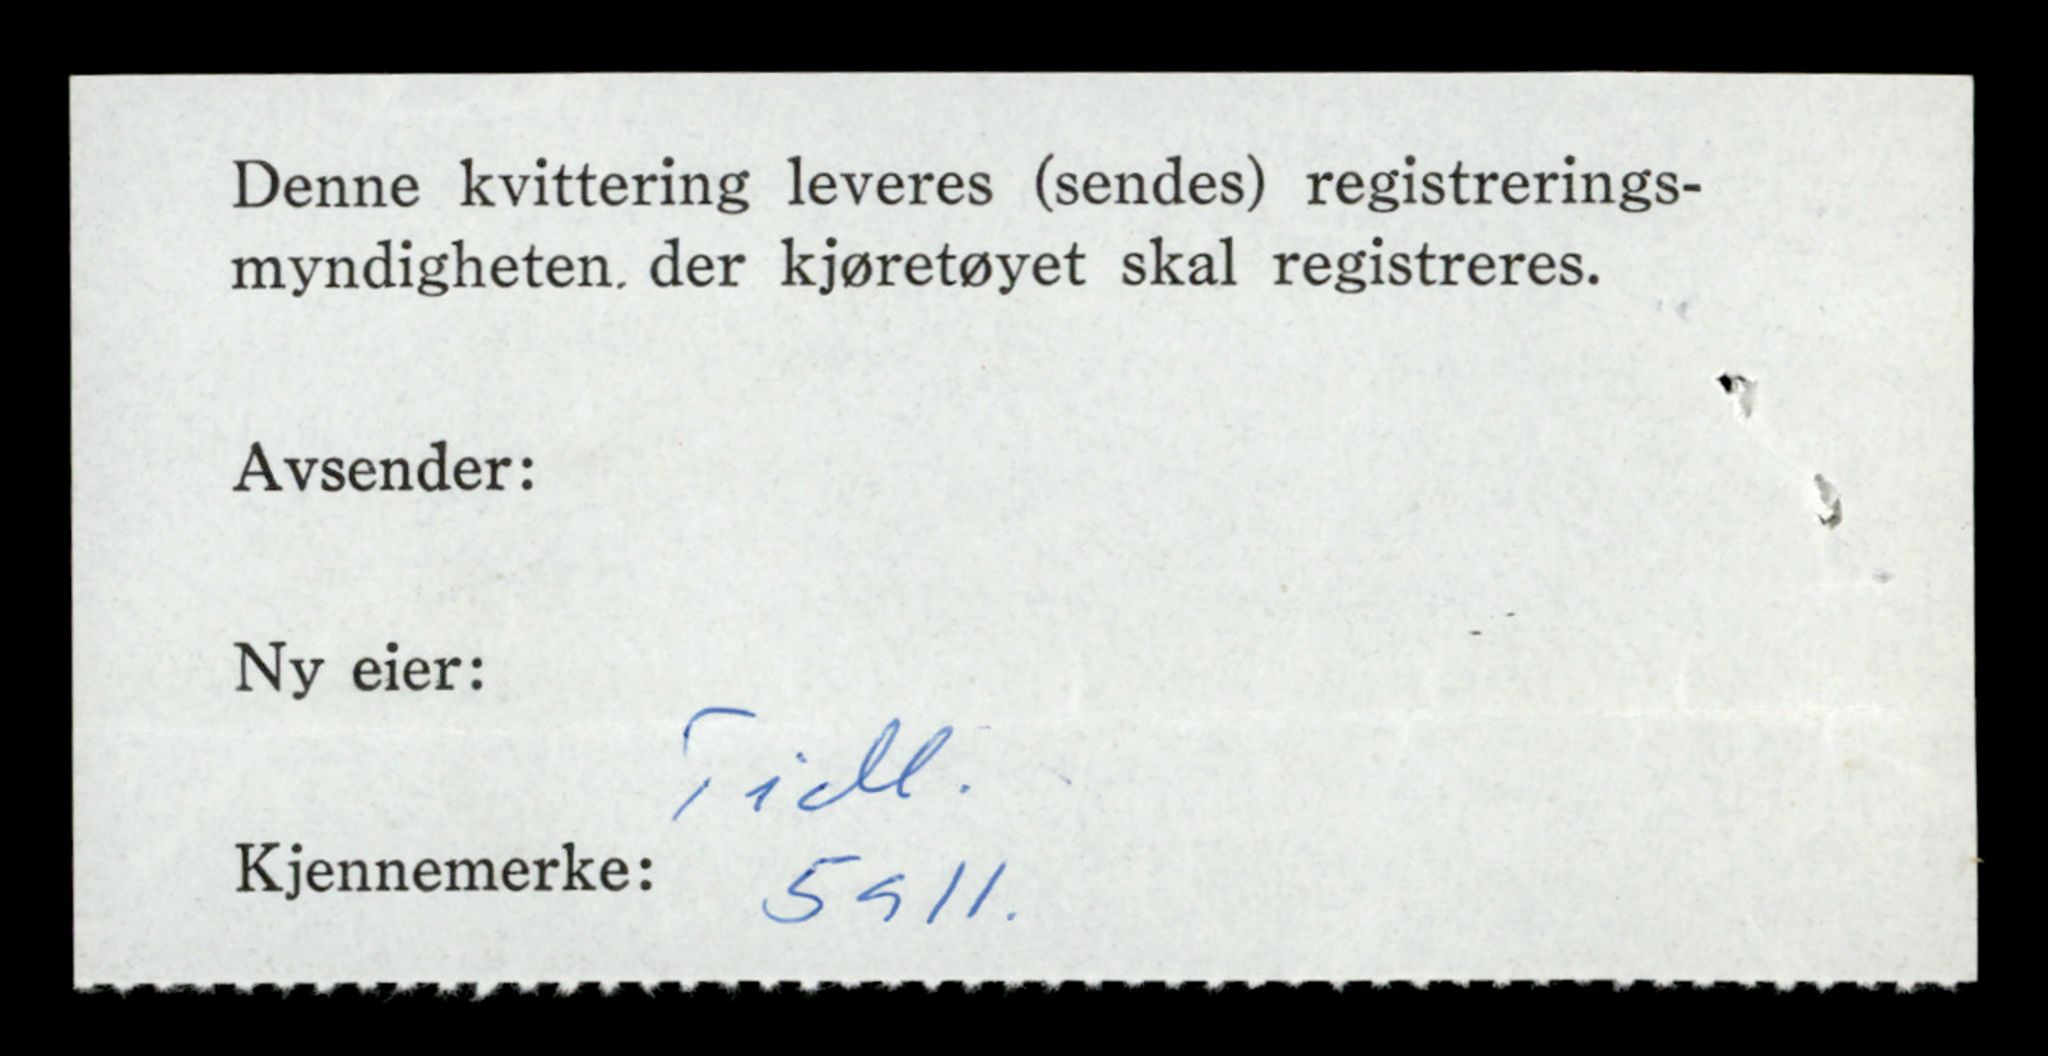 Denne kvittering leveres (sendes) registrerings-
myndigheten. der kjøretøyet skal registreres.
Avsender:
Ny eier:
Tidl.
Kjennemerke: 5911.